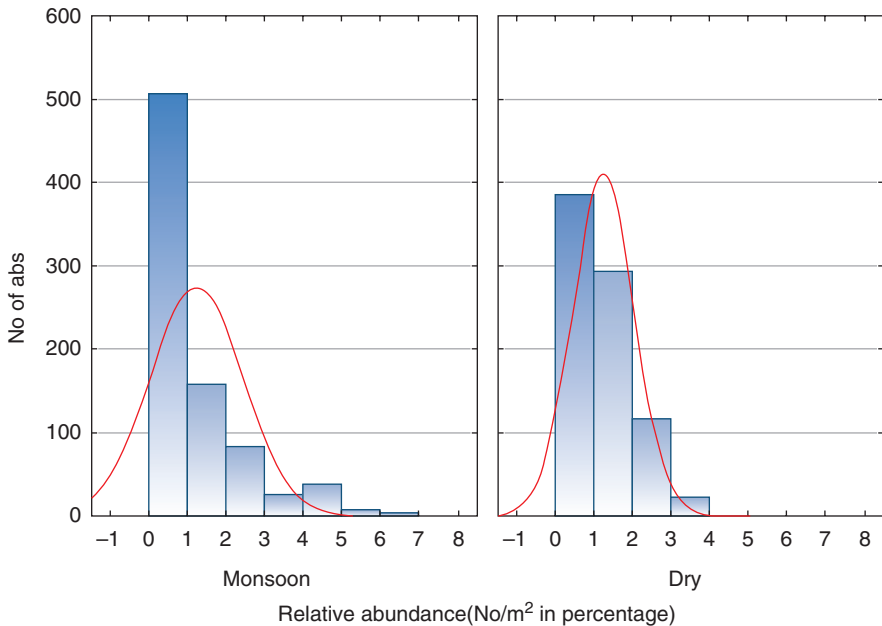 600
500
400
300
200
100
0
No of abs
–1 0 1 2 3 4 5 6 7 8
–1 0 1 2 3 4 5 6 7 8
Monsoon Dry
Relative abundance(No/m² in percentage)